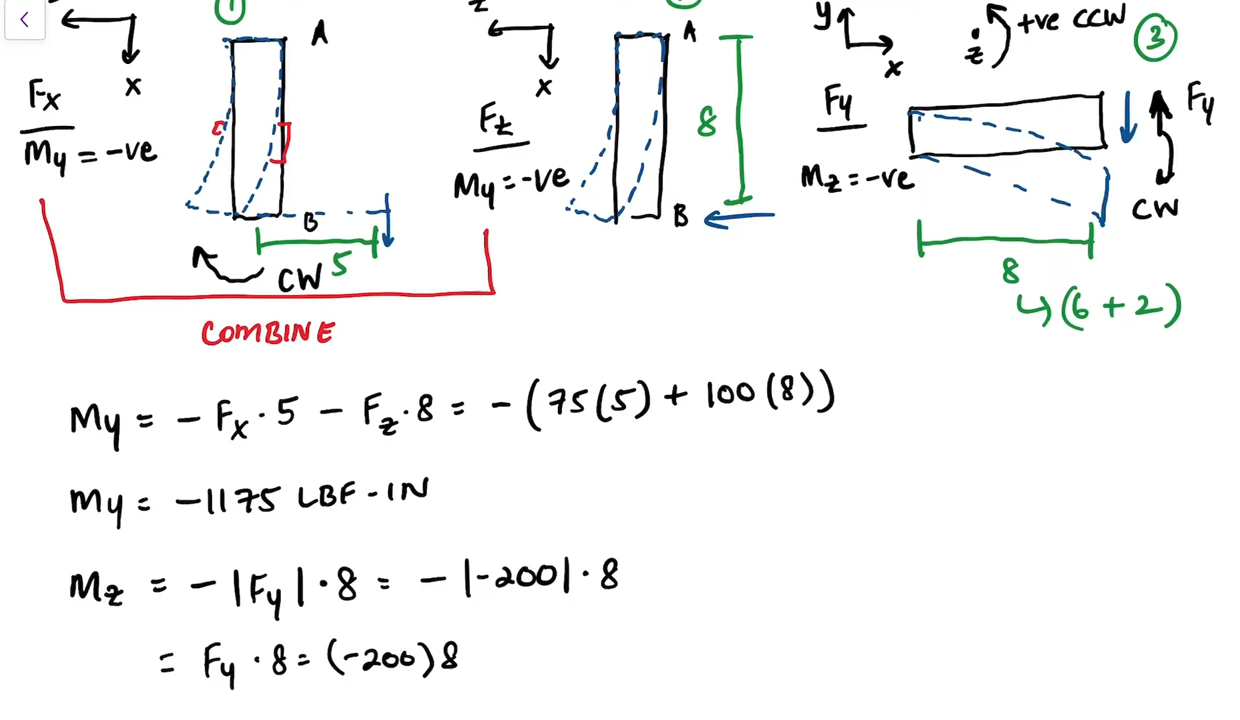 1
A
z
A
y
+ve CCW
z
3
x
x
x
Fx
My = -ve
Fz
My = -ve
8
Fy
Mz = -ve
Fy
B
5
CW
B
CW
8
↳ (6 + 2)
COMBINE
My = - Fx · 5 - Fz · 8 = - (75(5) + 100(8))
My = -1175 LBF-IN
Mz = - |Fy| · 8 = - |-200| · 8
= Fy · 8 = (-200)8